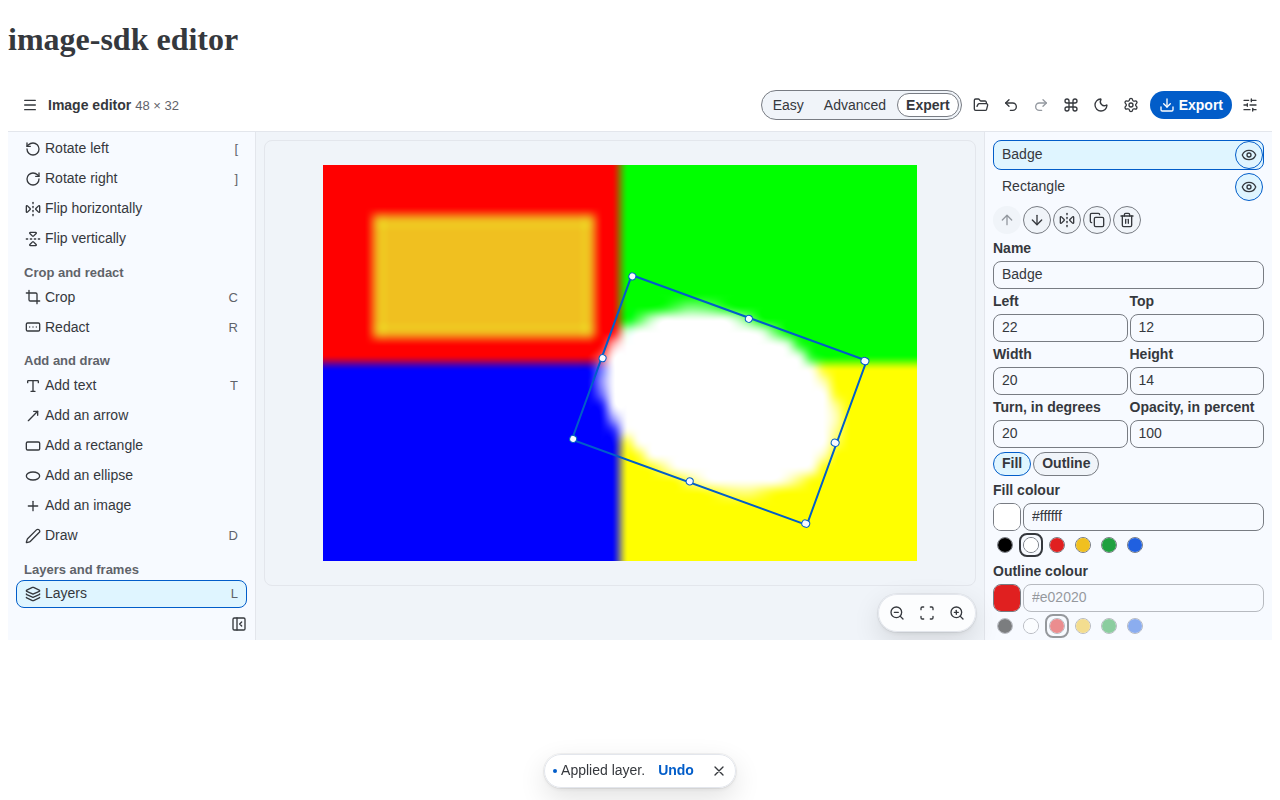 image-sdk editor
Image editor 48 × 32
Easy Advanced Expert
Export
Rotate left [
Rotate right ]
Flip horizontally
Flip vertically
Crop and redact
Crop C
Redact R
Add and draw
Add text T
Add an arrow
Add a rectangle
Add an ellipse
Add an image
Draw D
Layers and frames
Layers L
Badge
Rectangle
Name
Badge
Left Top
22 12
Width Height
20 14
Turn, in degrees Opacity, in percent
20 100
Fill Outline
Fill colour
#ffffff
Outline colour
#e02020
Applied layer. Undo